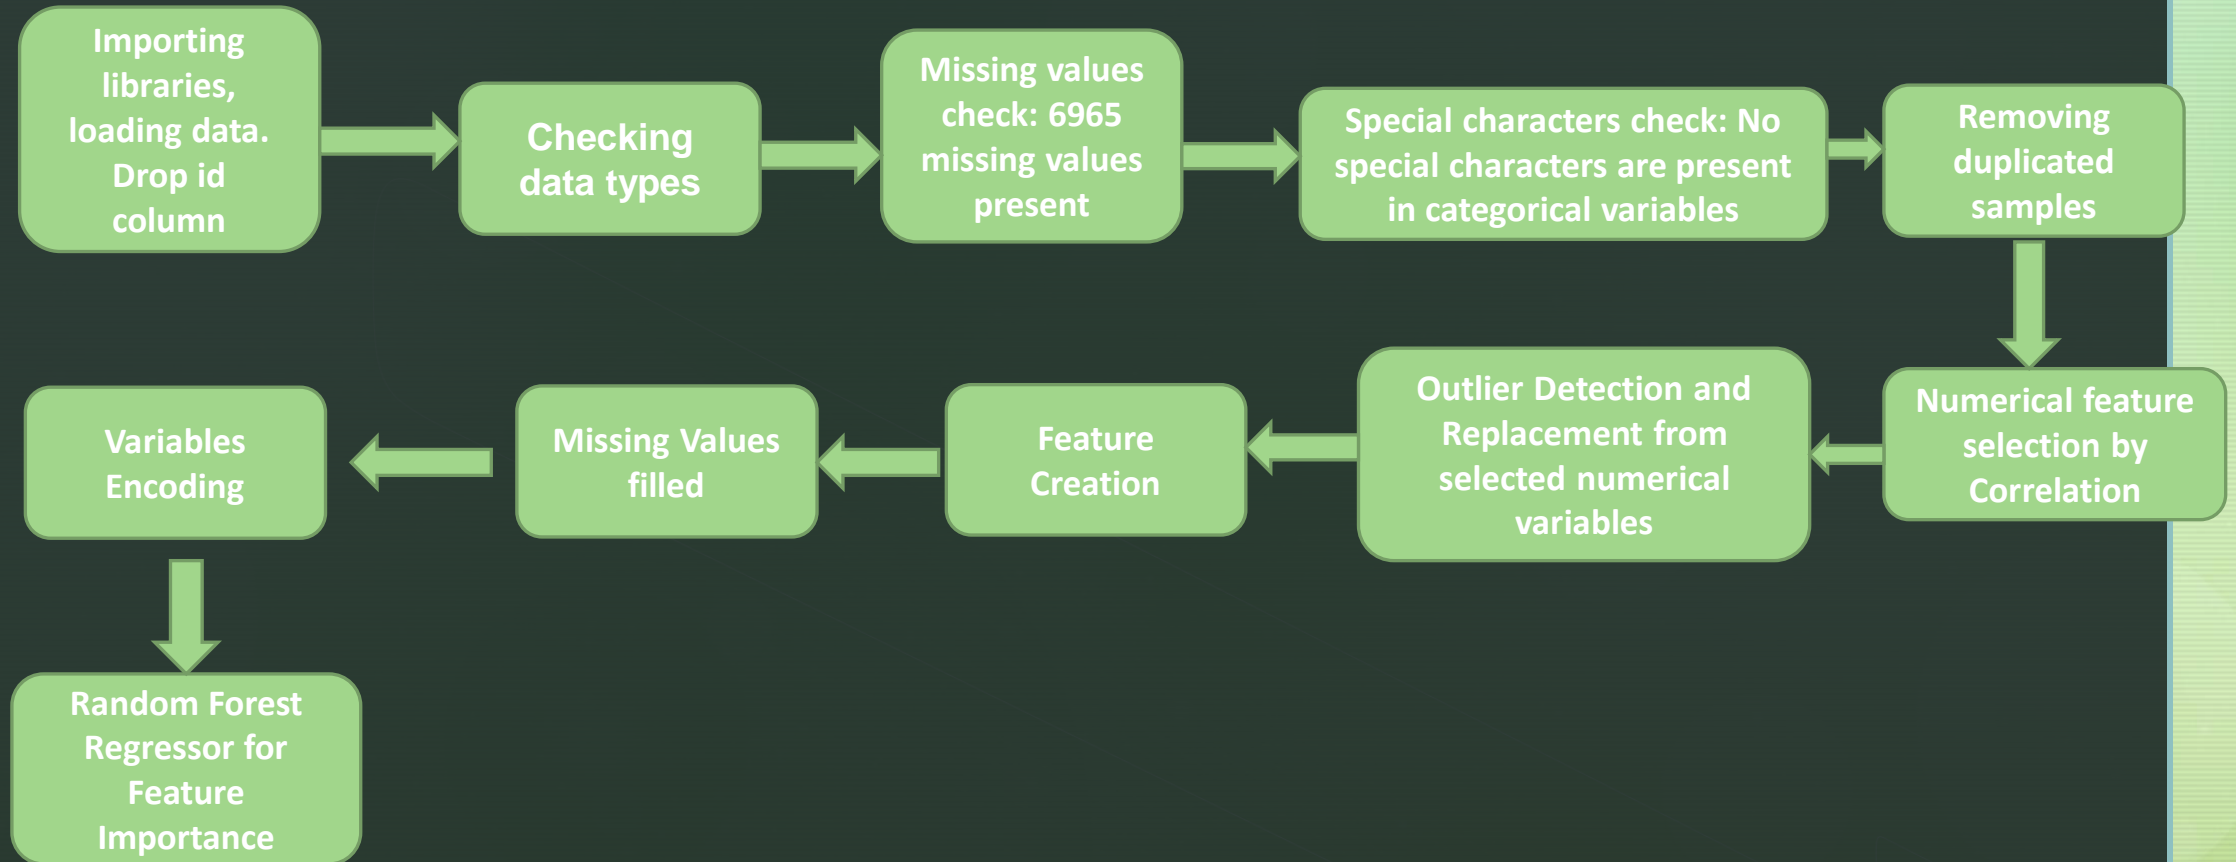 Importing
libraries,
loading data.
Drop id
column
Checking
data types
Missing values
check: 6965
missing values
present
Special characters check: No
special characters are present
in categorical variables
Removing
duplicated
samples
Numerical feature
selection by
Correlation
Outlier Detection and
Replacement from
selected numerical
variables
Feature
Creation
Missing Values
filled
Variables
Encoding
Random Forest
Regressor for
Feature
Importance